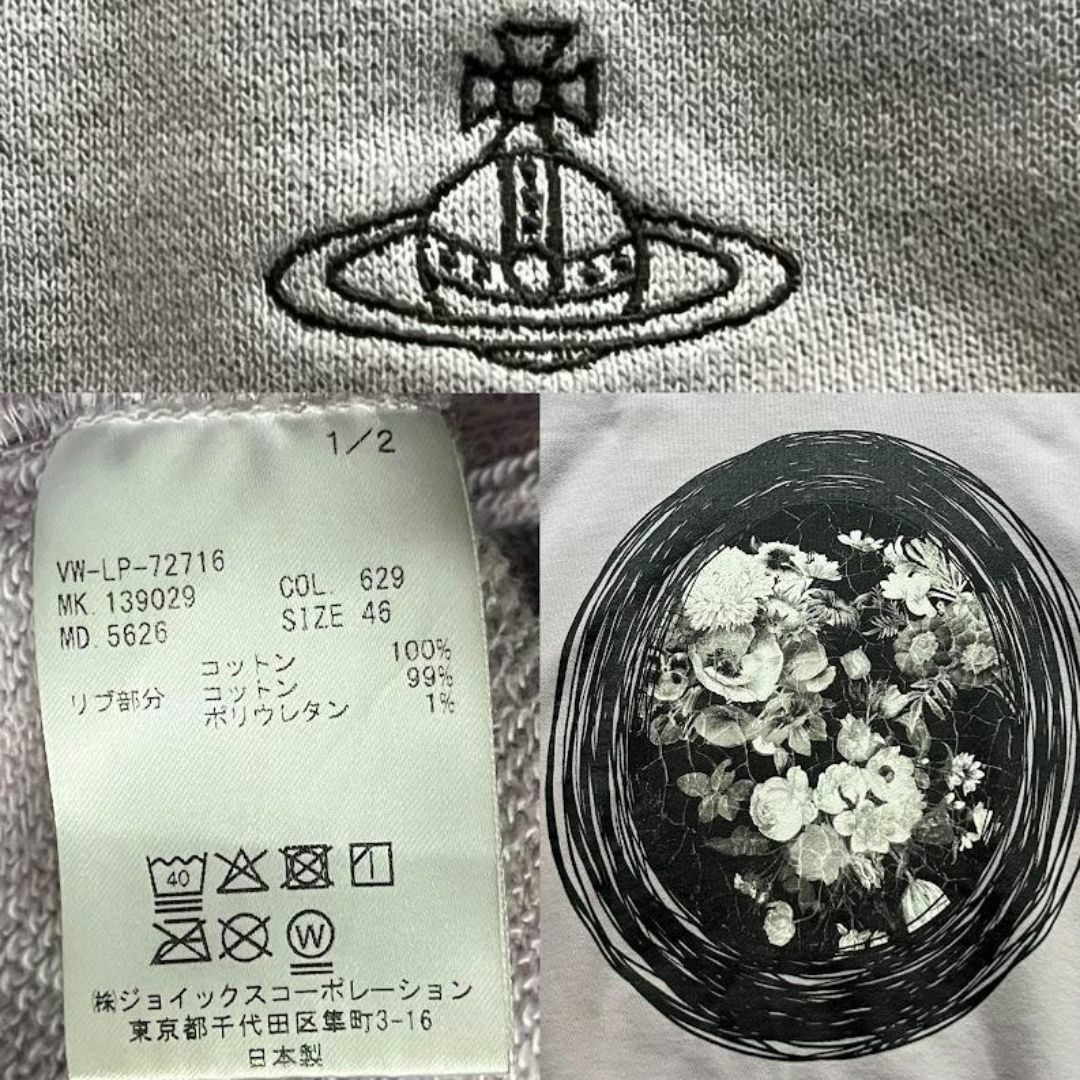 1/2
VW-LP-72716
MK. 139029 COL. 629
MD. 5626 SIZE 46
コットン 100%
リブ部分 コットン 99%
ポリウレタン 1%
40
W
㈱ジョイックスコーポレーション
東京都千代田区隼町3-16
日本製